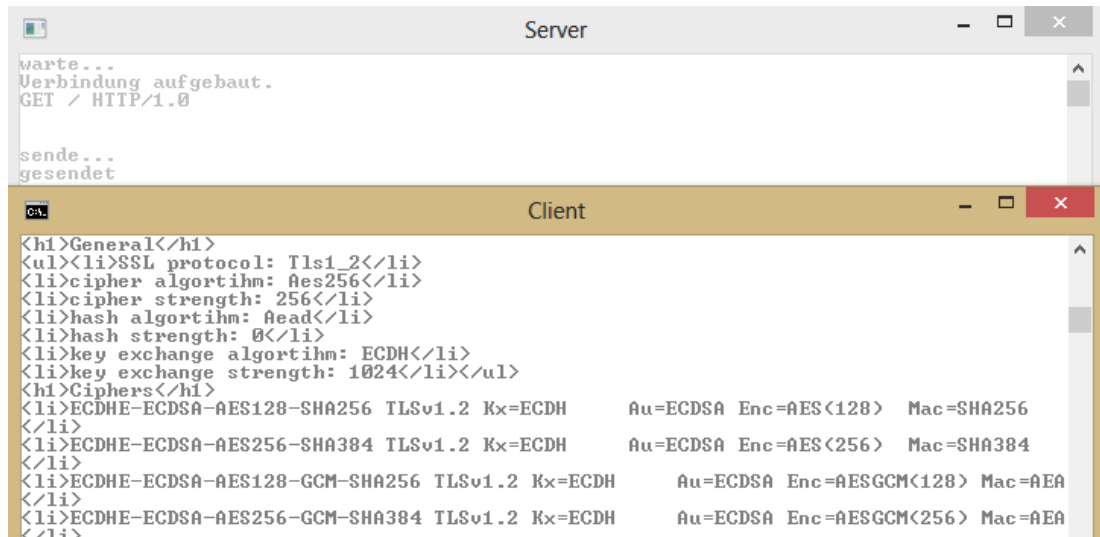 Server
warte...
Verbindung aufgebaut.
GET / HTTP/1.0
sende...
gesendet
C:\.
Client
<h1>General</h1>
<ul><li>SSL protocol: Tls1_2</li>
<li>cipher algortihm: Aes256</li>
<li>cipher strength: 256</li>
<li>hash algortihm: Aead</li>
<li>hash strength: 0</li>
<li>key exchange algortihm: ECDH</li>
<li>key exchange strength: 1024</li></ul>
<h1>Ciphers</h1>
<li>ECDHE-ECDSA-AES128-SHA256 TLSv1.2 Kx=ECDH     Au=ECDSA Enc=AES(128)  Mac=SHA256
</li>
<li>ECDHE-ECDSA-AES256-SHA384 TLSv1.2 Kx=ECDH     Au=ECDSA Enc=AES(256)  Mac=SHA384
</li>
<li>ECDHE-ECDSA-AES128-GCM-SHA256 TLSv1.2 Kx=ECDH     Au=ECDSA Enc=AESGCM(128) Mac=AEA
</li>
<li>ECDHE-ECDSA-AES256-GCM-SHA384 TLSv1.2 Kx=ECDH     Au=ECDSA Enc=AESGCM(256) Mac=AEA
</li>